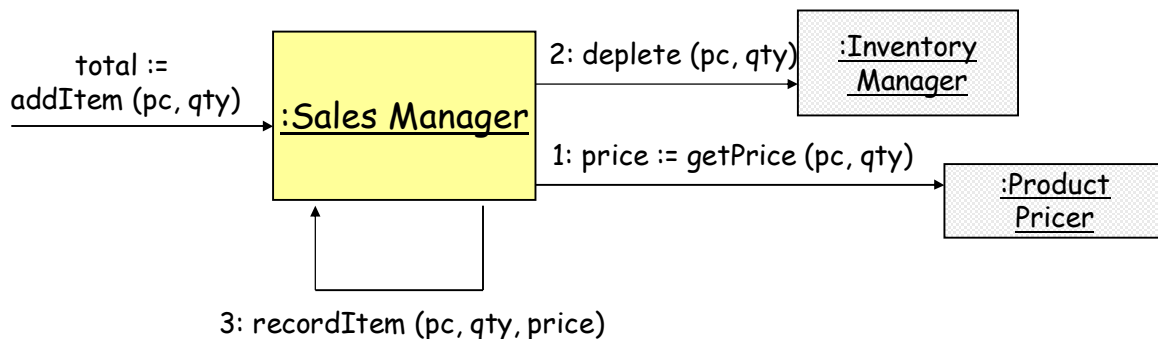 total :=
addItem (pc, qty)
:Sales Manager
2: deplete (pc, qty)
:Inventory
Manager
1: price := getPrice (pc, qty)
:Product
Pricer
3: recordItem (pc, qty, price)